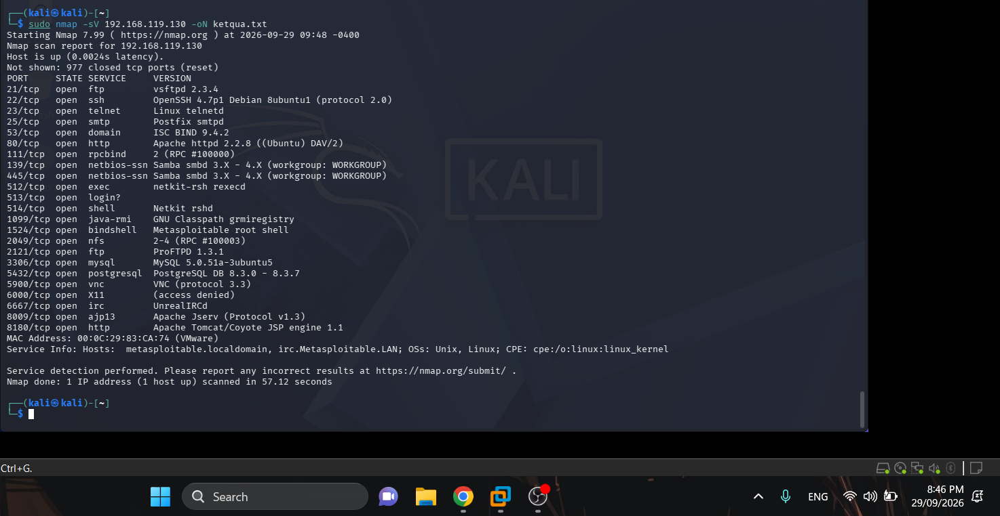 ┌──(kali㉿kali)-[~]
└─$ sudo nmap -sV 192.168.119.130 -oN ketqua.txt
Starting Nmap 7.99 ( https://nmap.org ) at 2026-09-29 09:48 -0400
Nmap scan report for 192.168.119.130
Host is up (0.0024s latency).
Not shown: 977 closed tcp ports (reset)
PORT     STATE SERVICE     VERSION
21/tcp   open  ftp         vsftpd 2.3.4
22/tcp   open  ssh         OpenSSH 4.7p1 Debian 8ubuntu1 (protocol 2.0)
23/tcp   open  telnet      Linux telnetd
25/tcp   open  smtp        Postfix smtpd
53/tcp   open  domain      ISC BIND 9.4.2
80/tcp   open  http        Apache httpd 2.2.8 ((Ubuntu) DAV/2)
111/tcp  open  rpcbind     2 (RPC #100000)
139/tcp  open  netbios-ssn Samba smbd 3.X - 4.X (workgroup: WORKGROUP)
445/tcp  open  netbios-ssn Samba smbd 3.X - 4.X (workgroup: WORKGROUP)
512/tcp  open  exec        netkit-rsh rexecd
513/tcp  open  login?
514/tcp  open  shell       Netkit rshd
1099/tcp open  java-rmi    GNU Classpath grmiregistry
1524/tcp open  bindshell   Metasploitable root shell
2049/tcp open  nfs         2-4 (RPC #100003)
2121/tcp open  ftp         ProFTPD 1.3.1
3306/tcp open  mysql       MySQL 5.0.51a-3ubuntu5
5432/tcp open  postgresql  PostgreSQL DB 8.3.0 - 8.3.7
5900/tcp open  vnc         VNC (protocol 3.3)
6000/tcp open  X11         (access denied)
6667/tcp open  irc         UnrealIRCd
8009/tcp open  ajp13       Apache Jserv (Protocol v1.3)
8180/tcp open  http        Apache Tomcat/Coyote JSP engine 1.1
MAC Address: 00:0C:29:83:CA:74 (VMware)
Service Info: Hosts:  metasploitable.localdomain, irc.Metasploitable.LAN; OSs: Unix, Linux; CPE: cpe:/o:linux:linux_kernel
Service detection performed. Please report any incorrect results at https://nmap.org/submit/ .
Nmap done: 1 IP address (1 host up) scanned in 57.12 seconds
┌──(kali㉿kali)-[~]
└─$
KALI
Ctrl+G.
Search
ENG
8:46 PM
29/09/2026